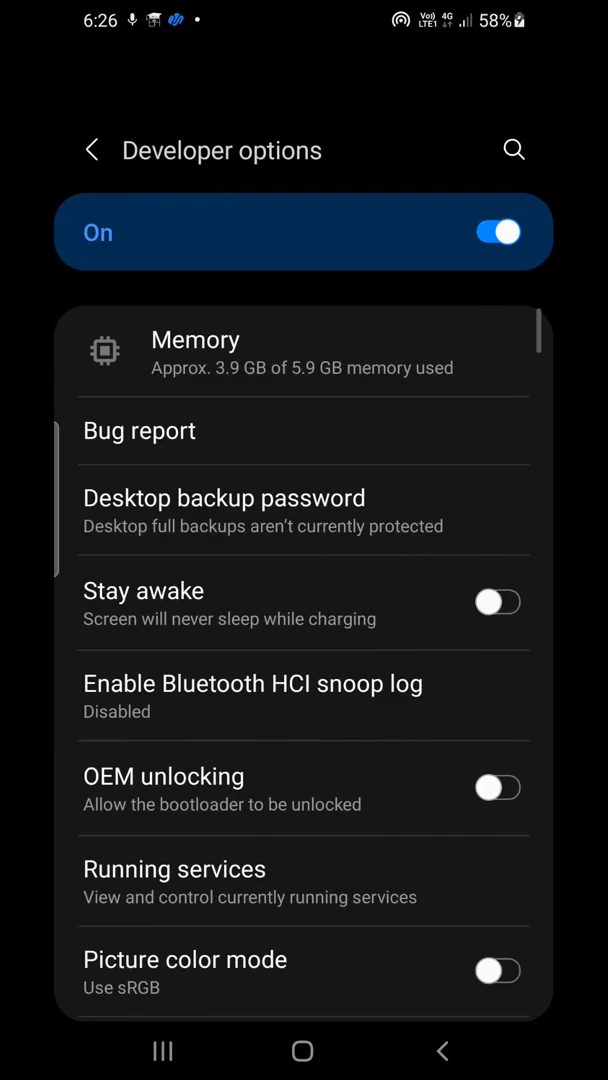 6:26
Vo)) 4G
LTE1
58%
Developer options
On
Memory
Approx. 3.9 GB of 5.9 GB memory used
Bug report
Desktop backup password
Desktop full backups aren’t currently protected
Stay awake
Screen will never sleep while charging
Enable Bluetooth HCI snoop log
Disabled
OEM unlocking
Allow the bootloader to be unlocked
Running services
View and control currently running services
Picture color mode
Use sRGB